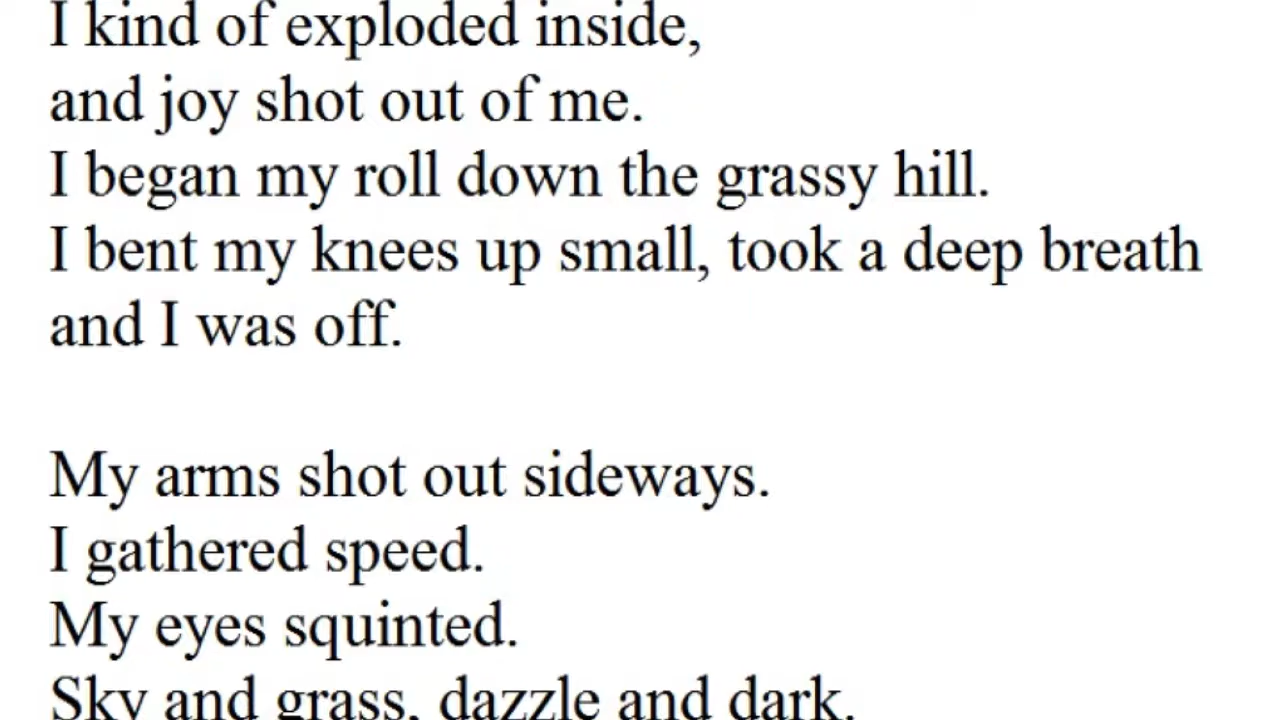 I kind of exploded inside,
and joy shot out of me.
I began my roll down the grassy hill.
I bent my knees up small, took a deep breath
and I was off.
My arms shot out sideways.
I gathered speed.
My eyes squinted.
Sky and grass, dazzle and dark.